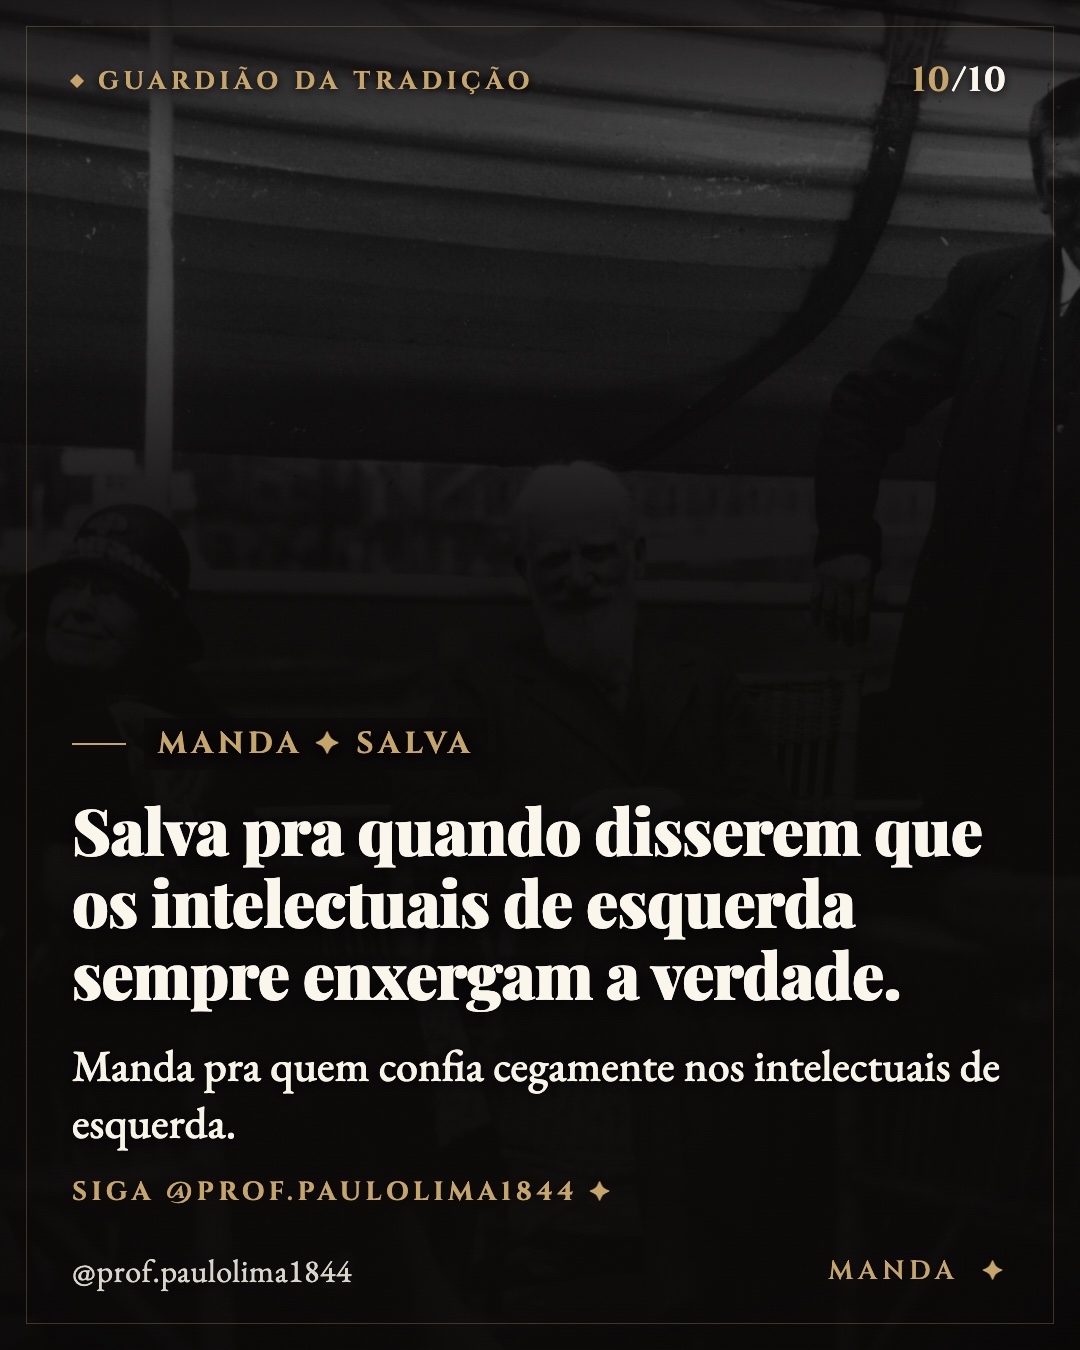 ◆ GUARDIÃO DA TRADIÇÃO
10/10
MANDA ✦ SALVA
Salva pra quando disserem que
os intelectuais de esquerda
sempre enxergam a verdade.
Manda pra quem confia cegamente nos intelectuais de
esquerda.
SIGA @PROF.PAULOLIMA1844 ✦
@prof.paulolima1844
MANDA ✦